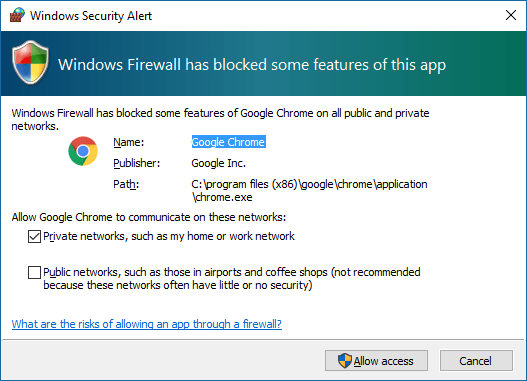 Windows Security Alert
Windows Firewall has blocked some features of this app
Windows Firewall has blocked some features of Google Chrome on all public and private
networks.
Name: Google Chrome
Publisher: Google Inc.
Path: C:\program files (x86)\google\chrome\application
\chrome.exe
Allow Google Chrome to communicate on these networks:
Private networks, such as my home or work network
Public networks, such as those in airports and coffee shops (not recommended
because these networks often have little or no security)
What are the risks of allowing an app through a firewall?
Allow access Cancel